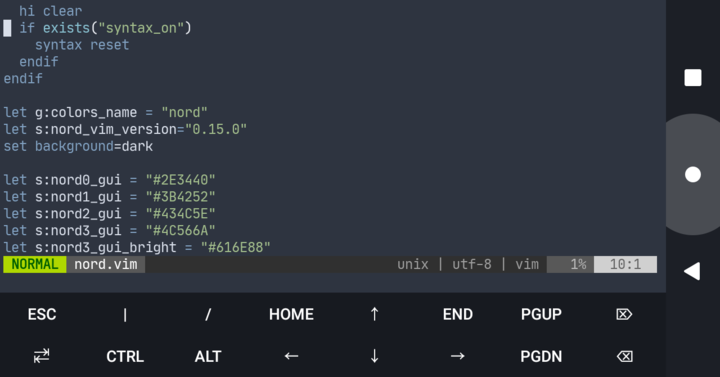 hi clear
if exists("syntax_on")
syntax reset
endif
endif
let g:colors_name = "nord"
let s:nord_vim_version="0.15.0"
set background=dark
let s:nord0_gui = "#2E3440"
let s:nord1_gui = "#3B4252"
let s:nord2_gui = "#434C5E"
let s:nord3_gui = "#4C566A"
let s:nord3_gui_bright = "#616E88"
NORMAL nord.vim unix | utf-8 | vim 1% 10:1
ESC | / HOME ↑ END PGUP ⌦
CTRL ALT ← ↓ → PGDN ⌫